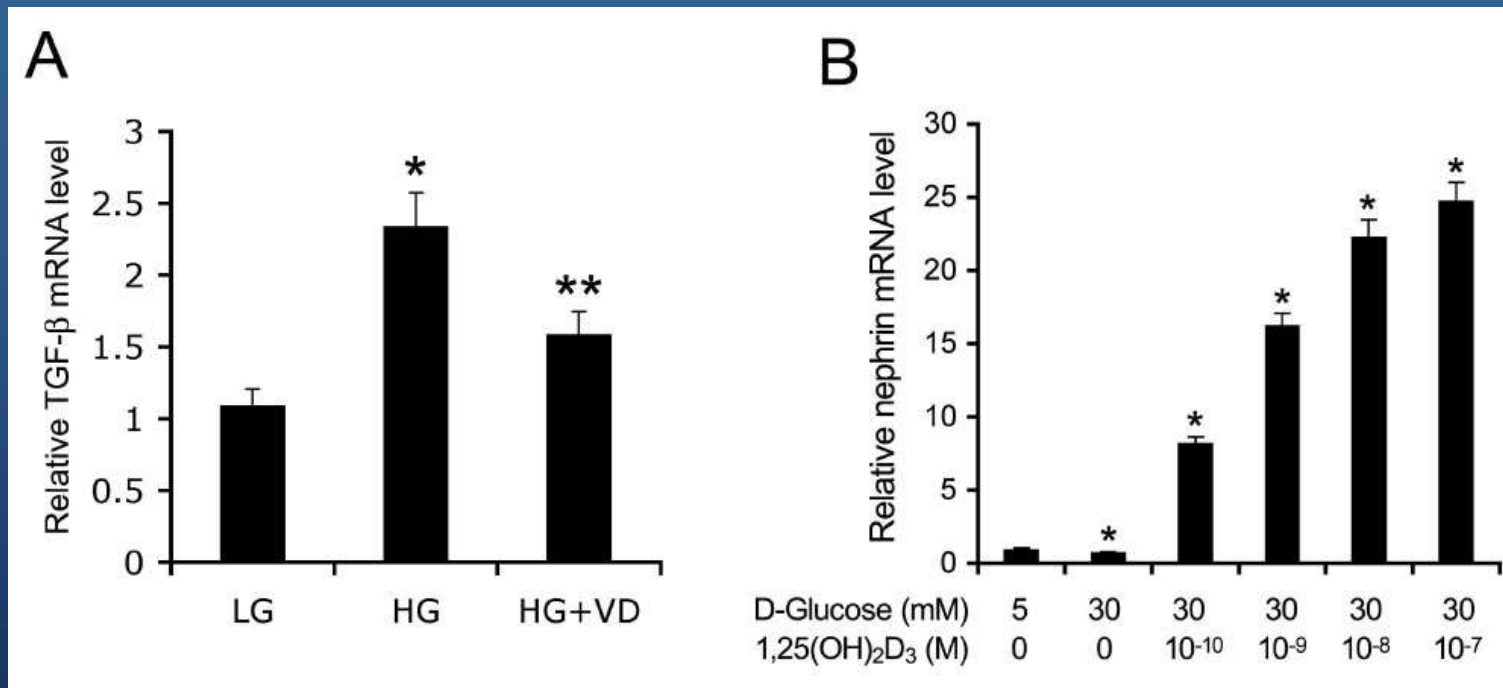 A
Relative TGF-β mRNA level
3
2.5
2
1.5
1
0.5
0
*
**
LG HG HG+VD
B
Relative nephrin mRNA level
30
25
20
15
10
5
0
* * * * *
D-Glucose (mM) 5 30 30 30 30 30
1,25(OH)₂D₃ (M) 0 0 10⁻¹⁰ 10⁻⁹ 10⁻⁸ 10⁻⁷